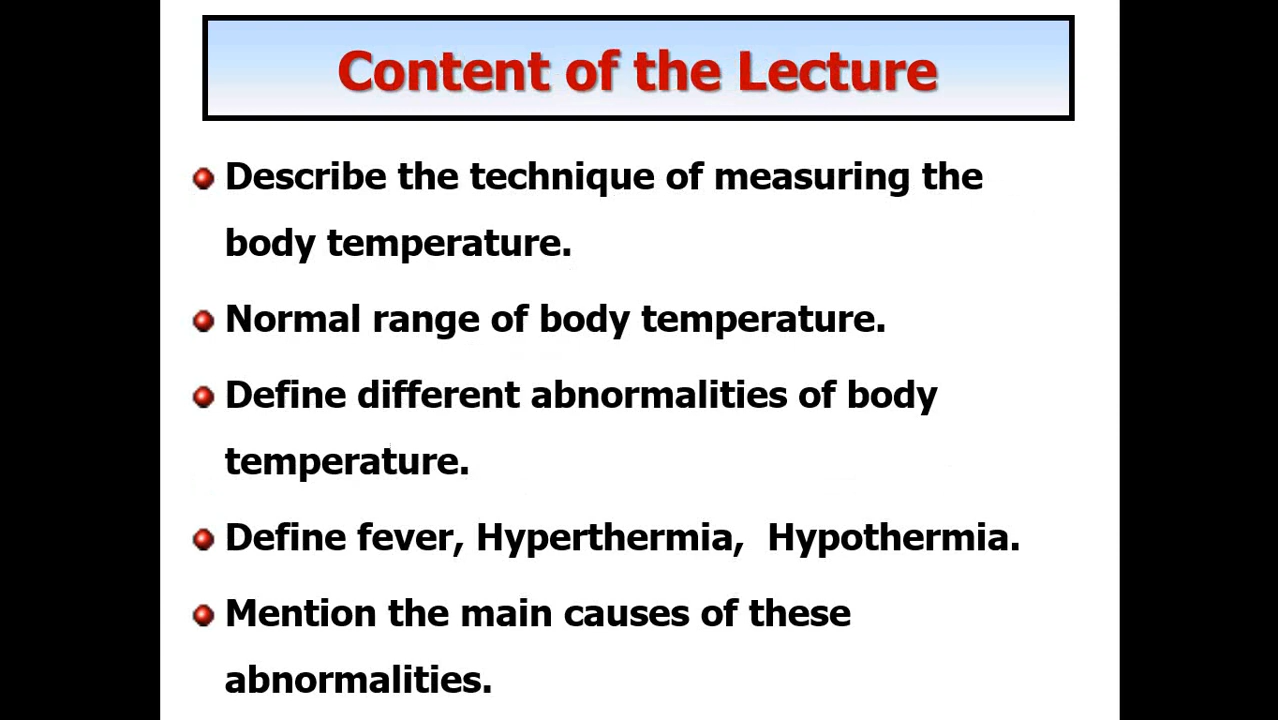 Content of the Lecture
Describe the technique of measuring the
body temperature.
Normal range of body temperature.
Define different abnormalities of body
temperature.
Define fever, Hyperthermia,  Hypothermia.
Mention the main causes of these
abnormalities.